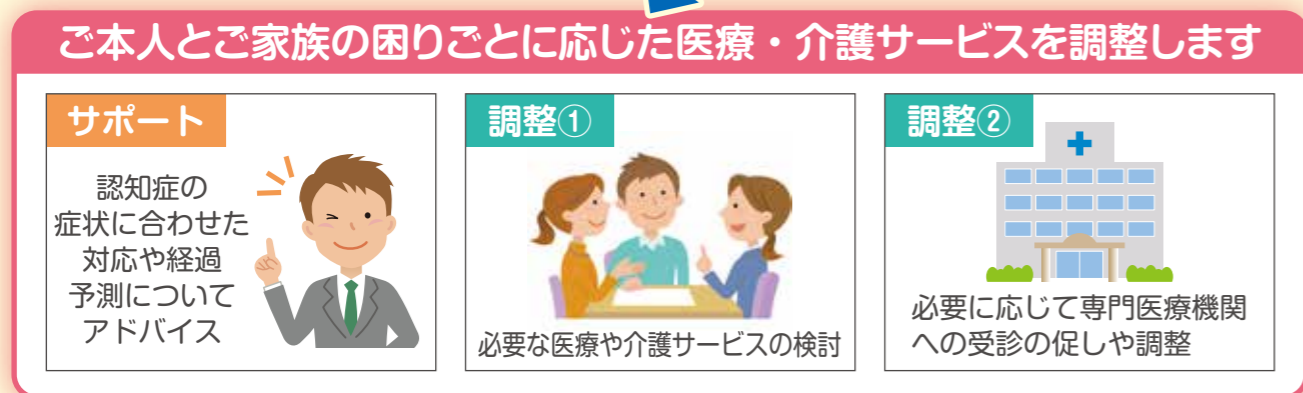 ご本人とご家族の困りごとに応じた医療・介護サービスを調整します
サポート
認知症の
症状に合わせた
対応や経過
予測について
アドバイス
調整①
必要な医療や介護サービスの検討
調整②
必要に応じて専門医療機関
への受診の促しや調整